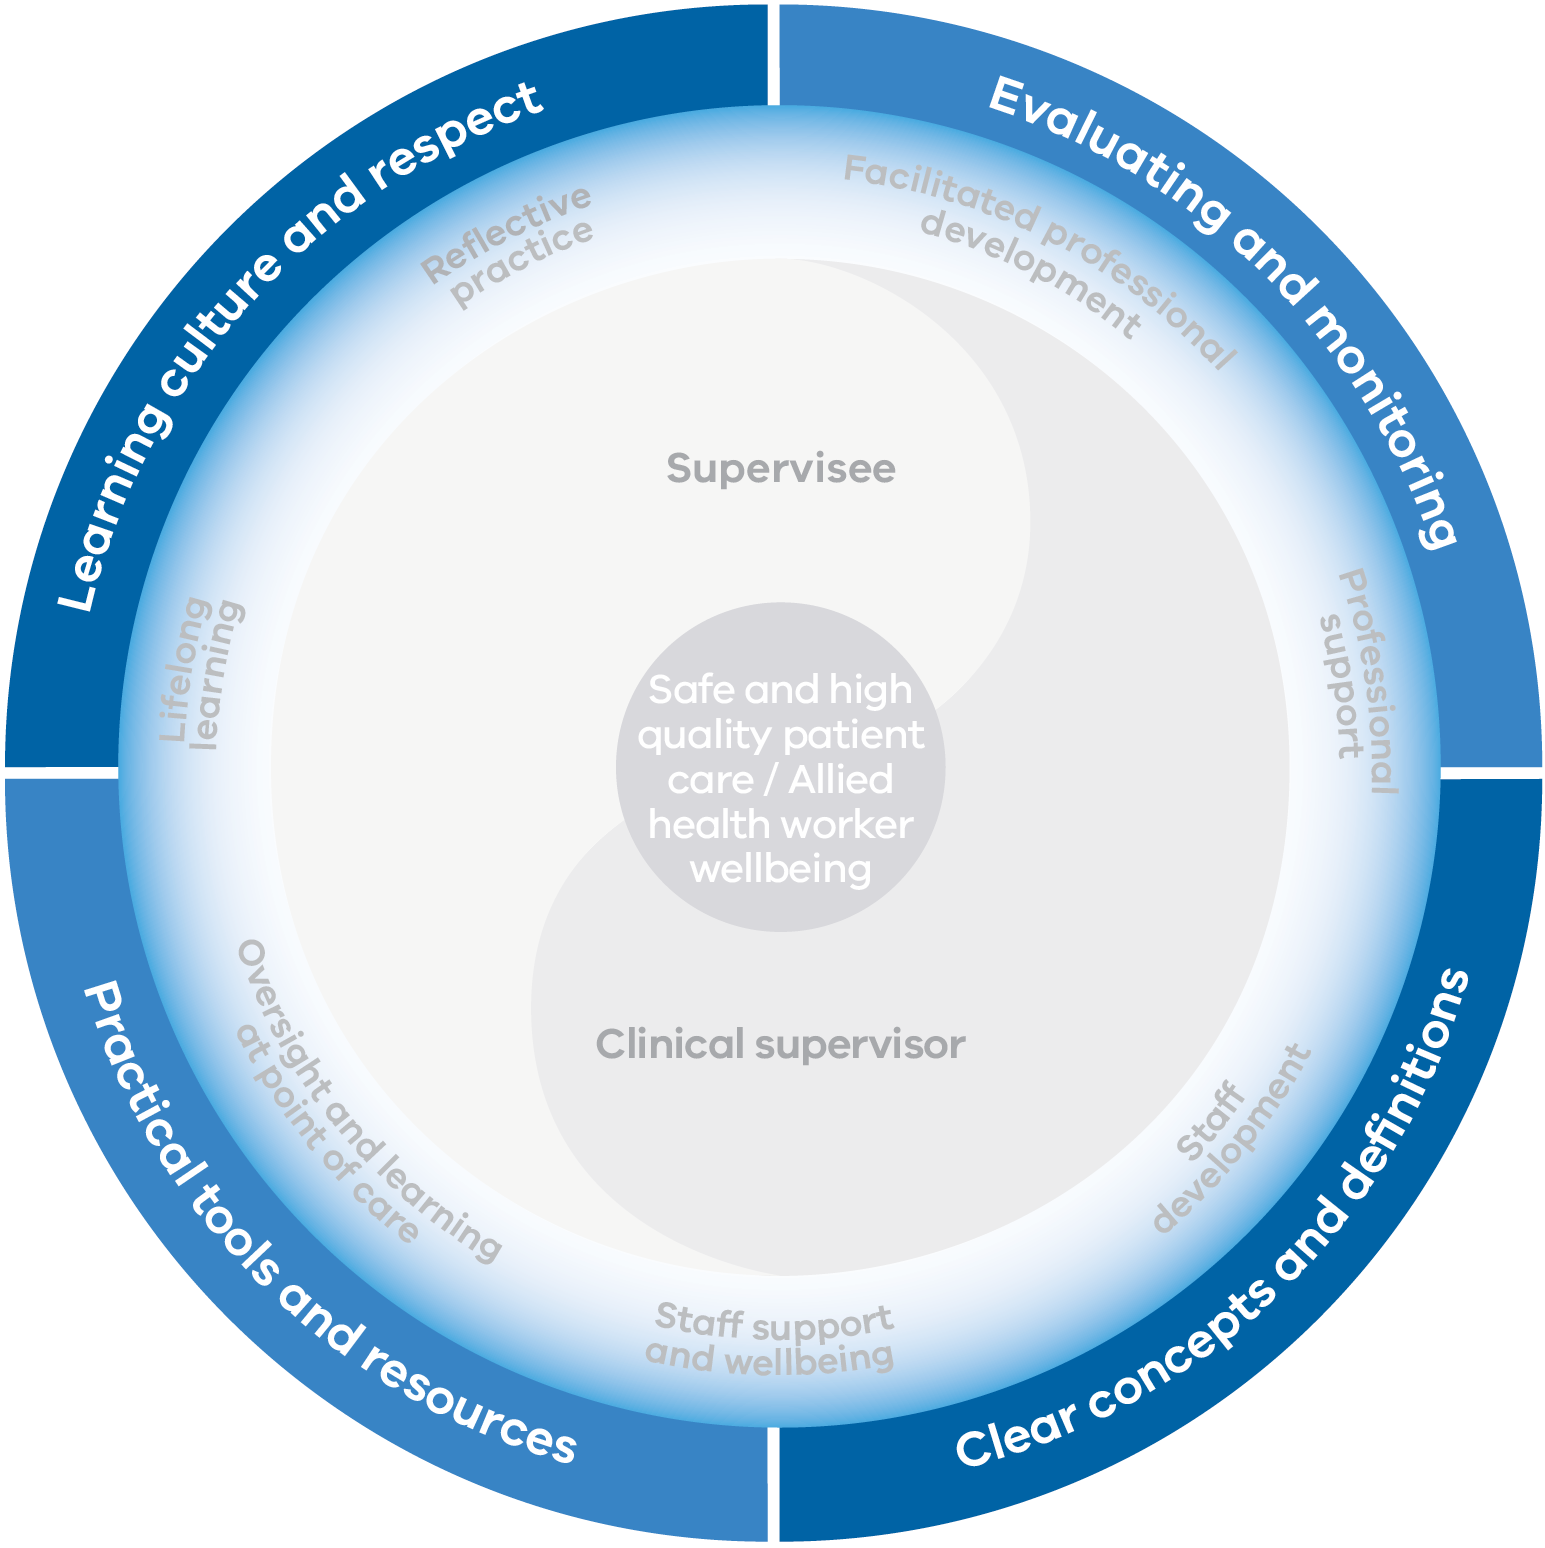 Learning culture and respect
Evaluating and monitoring
Clear concepts and definitions
Practical tools and resources
Reflective
practice
Facilitated professional
development
Professional
support
Staff
development
Staff support
and wellbeing
Oversight and learning
at point of care
Lifelong
learning
Supervisee
Safe and high
quality patient
care / Allied
health worker
wellbeing
Clinical supervisor